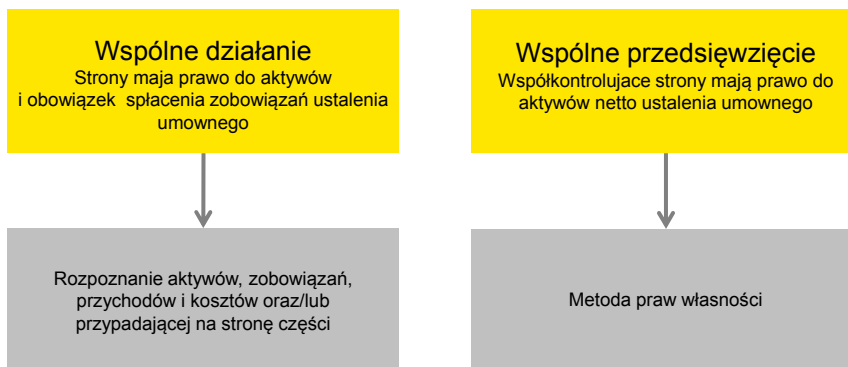 Wspólne działanie
Strony maja prawo do aktywów
i obowiązek spłacenia zobowiązań ustalenia
umownego
Wspólne przedsięwzięcie
Współkontrolujace strony mają prawo do
aktywów netto ustalenia umownego
Rozpoznanie aktywów, zobowiązań,
przychodów i kosztów oraz/lub
przypadającej na stronę części
Metoda praw własności